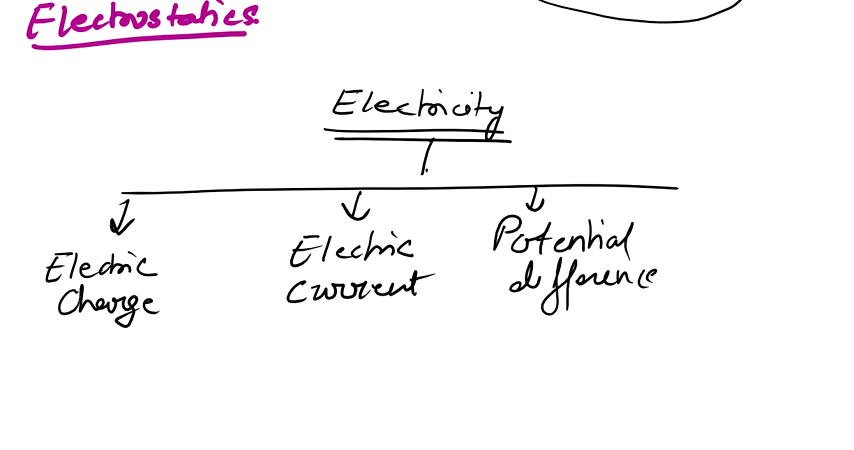 Electrostatics.
Electricity
Electric
Charge
Electric
current
Potential
difference